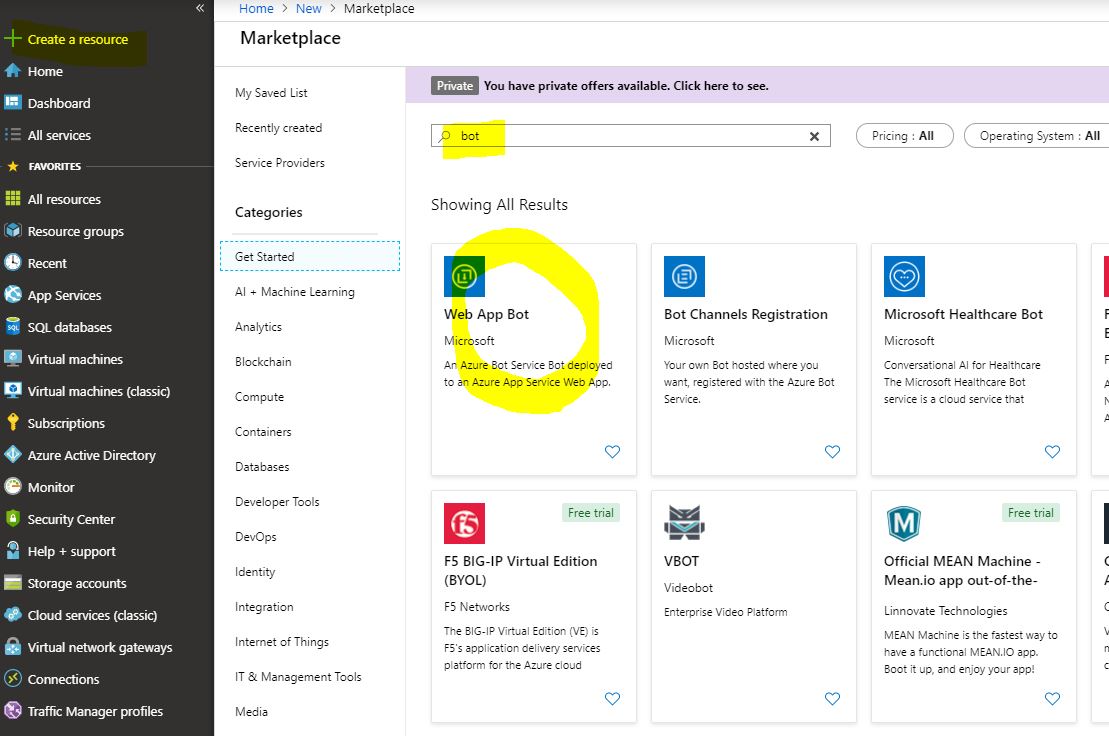 «
Create a resource
Home
Dashboard
All services
FAVORITES
All resources
Resource groups
Recent
App Services
SQL databases
Virtual machines
Virtual machines (classic)
Subscriptions
Azure Active Directory
Monitor
Security Center
Help + support
Storage accounts
Cloud services (classic)
Virtual network gateways
Connections
Traffic Manager profiles
Home > New > Marketplace
Marketplace
My Saved List
Recently created
Service Providers
Categories
Get Started
AI + Machine Learning
Analytics
Blockchain
Compute
Containers
Databases
Developer Tools
DevOps
Identity
Integration
Internet of Things
IT & Management Tools
Media
Private You have private offers available. Click here to see.
bot
Pricing : All
Operating System : All
Showing All Results
Web App Bot
Microsoft
An Azure Bot Service Bot deployed
to an Azure App Service Web App.
Bot Channels Registration
Microsoft
Your own Bot hosted where you
want, registered with the Azure Bot
Service.
Microsoft Healthcare Bot
Microsoft
Conversational AI for Healthcare
The Microsoft Healthcare Bot
service is a cloud service that
Free trial
F5 BIG-IP Virtual Edition
(BYOL)
F5 Networks
The BIG-IP Virtual Edition (VE) is
F5's application delivery services
platform for the Azure cloud
VBOT
Videobot
Enterprise Video Platform
Free trial
Official MEAN Machine -
Mean.io app out-of-the-
Linnovate Technologies
MEAN Machine is the fastest way to
have a functional MEAN.IO app.
Boot it up, and enjoy your app!